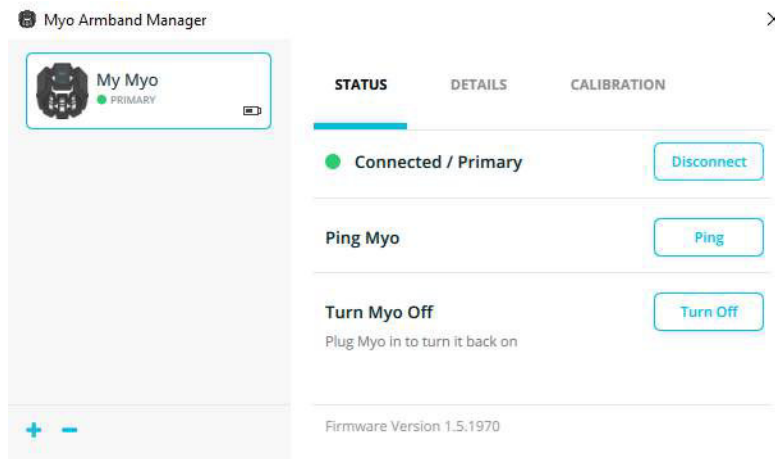 Myo Armband Manager
My Myo
PRIMARY
STATUS DETAILS CALIBRATION
Connected / Primary Disconnect
Ping Myo Ping
Turn Myo Off Turn Off
Plug Myo in to turn it back on
Firmware Version 1.5.1970